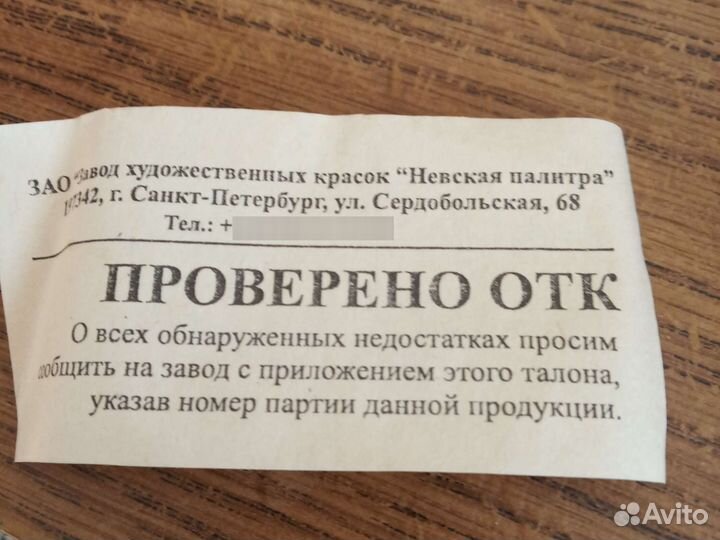 ЗАО "Завод художественных красок "Невская палитра"
197342, г. Санкт-Петербург, ул. Сердобольская, 68
Тел.: +
ПРОВЕРЕНО ОТК
О всех обнаруженных недостатках просим
сообщить на завод с приложением этого талона,
указав номер партии данной продукции.
Avito